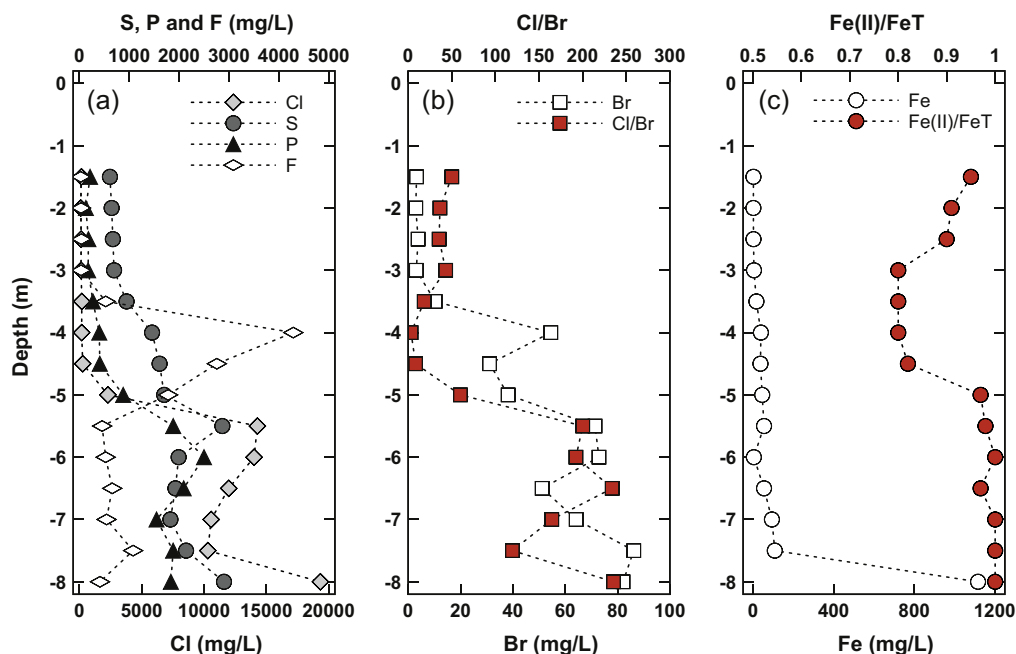 S, P and F (mg/L)
Cl/Br
Fe(II)/FeT
0 1000 2000 3000 4000 5000
0 50 100 150 200 250 300
0.5 0.6 0.7 0.8 0.9 1
0
-1
-2
-3
-4
-5
-6
-7
-8
Depth (m)
(a)
Cl
S
P
F
(b)
Br
Cl/Br
(c)
Fe
Fe(II)/FeT
0 5000 10000 15000 20000
0 20 40 60 80 100
0 400 800 1200
Cl (mg/L)
Br (mg/L)
Fe (mg/L)